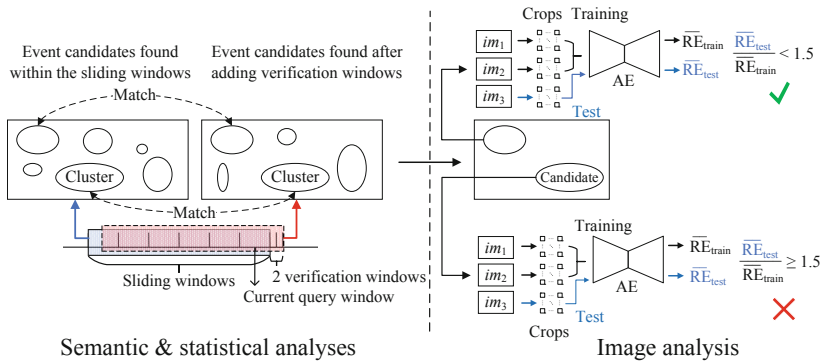 Event candidates found
within the sliding windows
Event candidates found after
adding verification windows
Match
Cluster
Cluster
Match
Sliding windows
2 verification windows
Current query window
Semantic & statistical analyses
Crops
Training
im1
im2
im3
AE
Test
RE̅train
RE̅test
RE̅test
RE̅train
< 1.5
Candidate
Training
im1
im2
im3
AE
Crops
Test
RE̅train
RE̅test
RE̅test
RE̅train
≥ 1.5
Image analysis